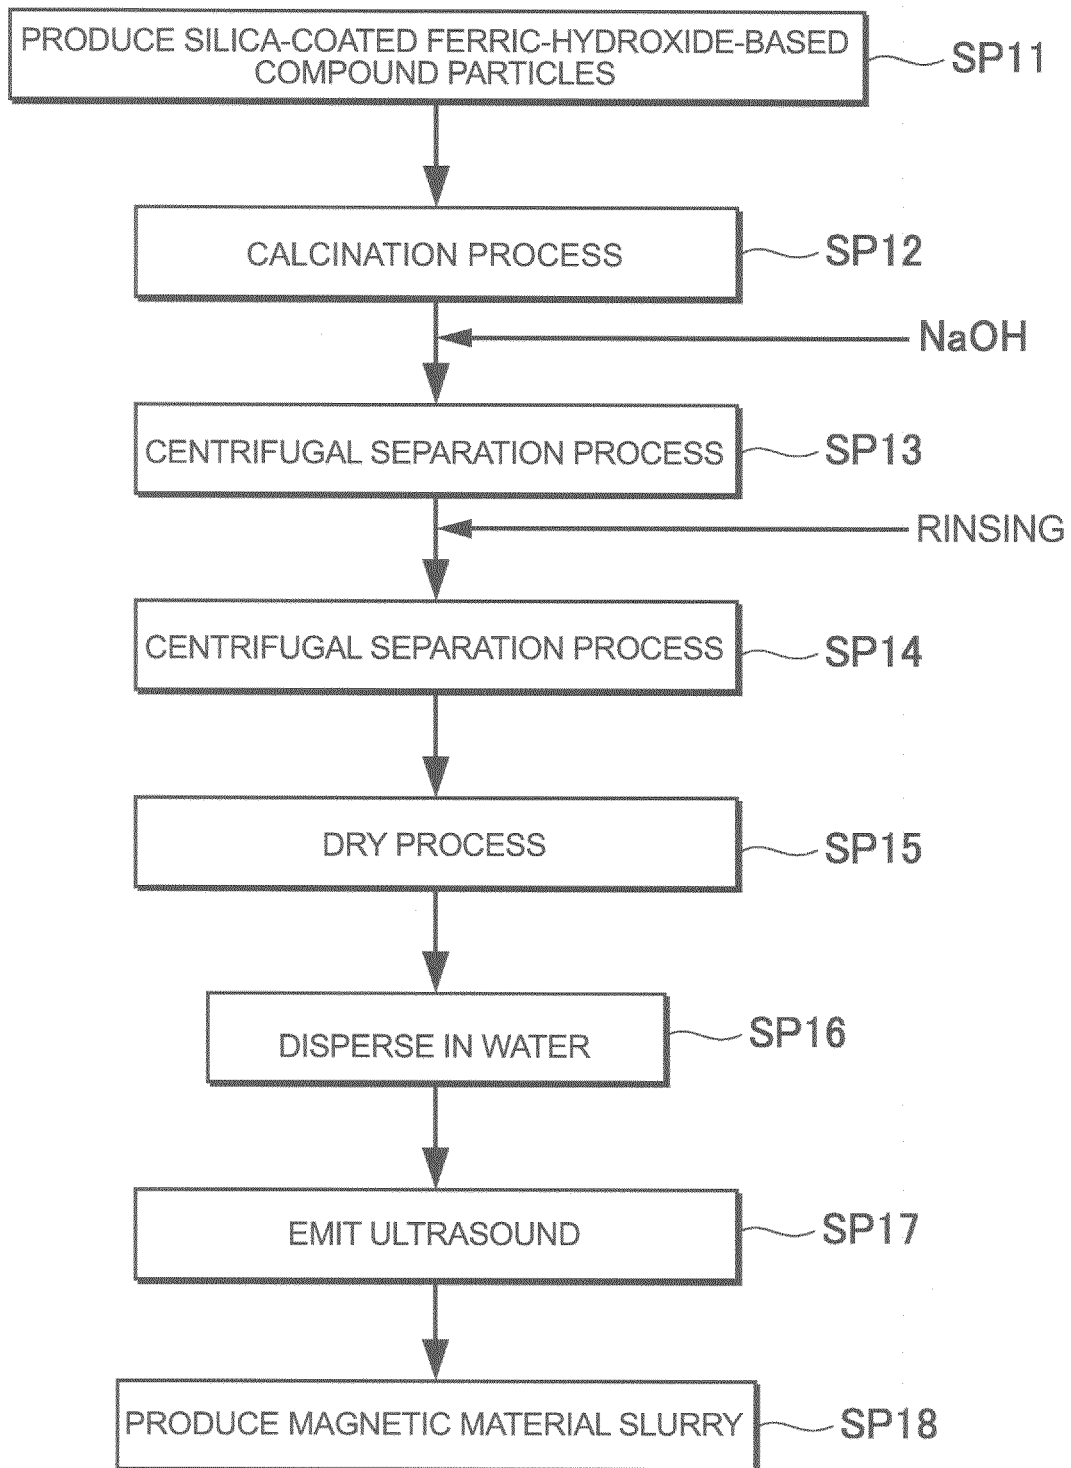 PRODUCE SILICA-COATED FERRIC-HYDROXIDE-BASED
COMPOUND PARTICLES
SP11
CALCINATION PROCESS
SP12
NaOH
CENTRIFUGAL SEPARATION PROCESS
SP13
RINSING
CENTRIFUGAL SEPARATION PROCESS
SP14
DRY PROCESS
SP15
DISPERSE IN WATER
SP16
EMIT ULTRASOUND
SP17
PRODUCE MAGNETIC MATERIAL SLURRY
SP18